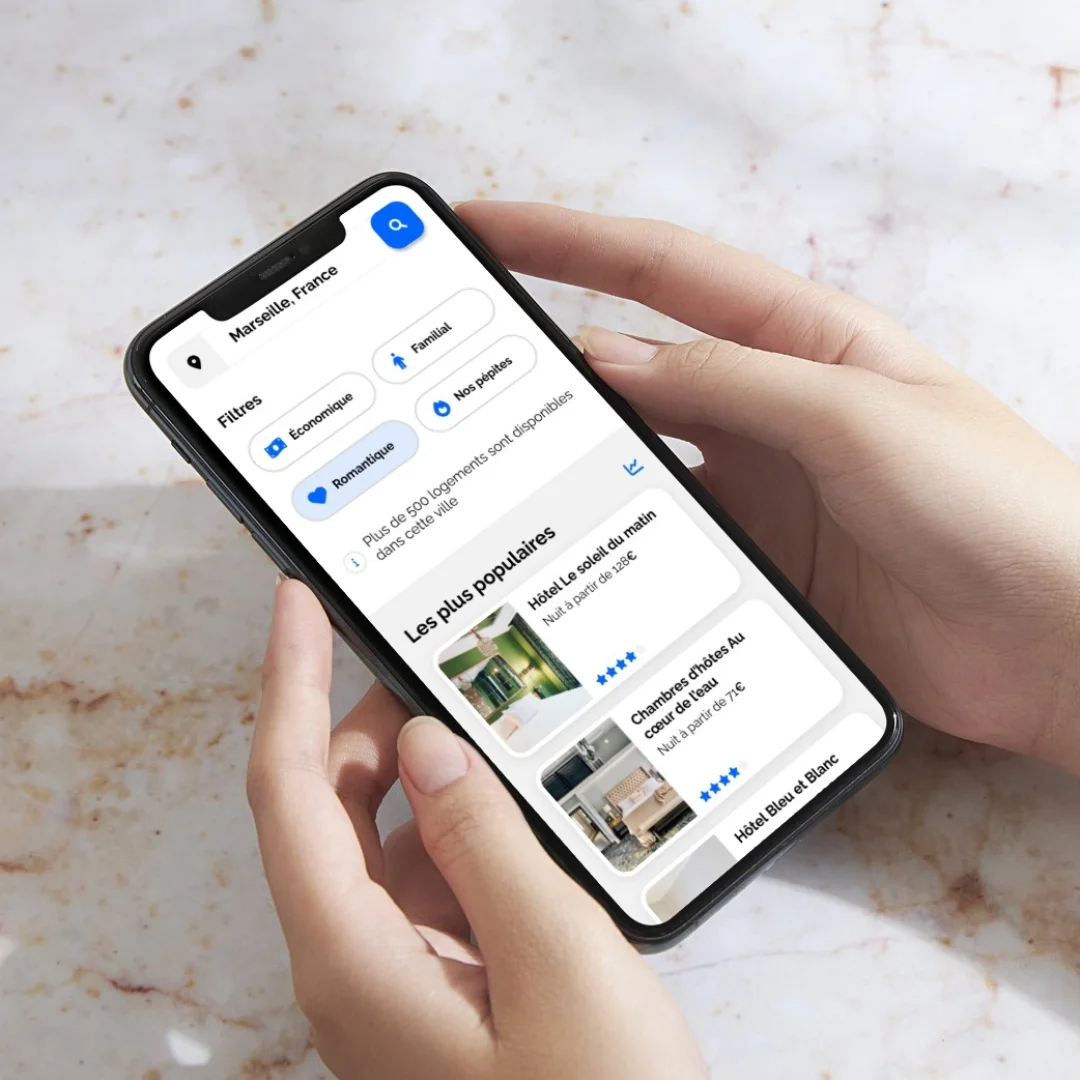 Marseille, France
Filtres
Économique
Familial
Romantique
Nos pépites
Plus de 500 logements sont disponibles
dans cette ville
Les plus populaires
Hôtel Le soleil du matin
Nuit à partir de 128€
Chambres d'hôtes Au
cœur de l'eau
Nuit à partir de 71€
Hôtel Bleu et Blanc